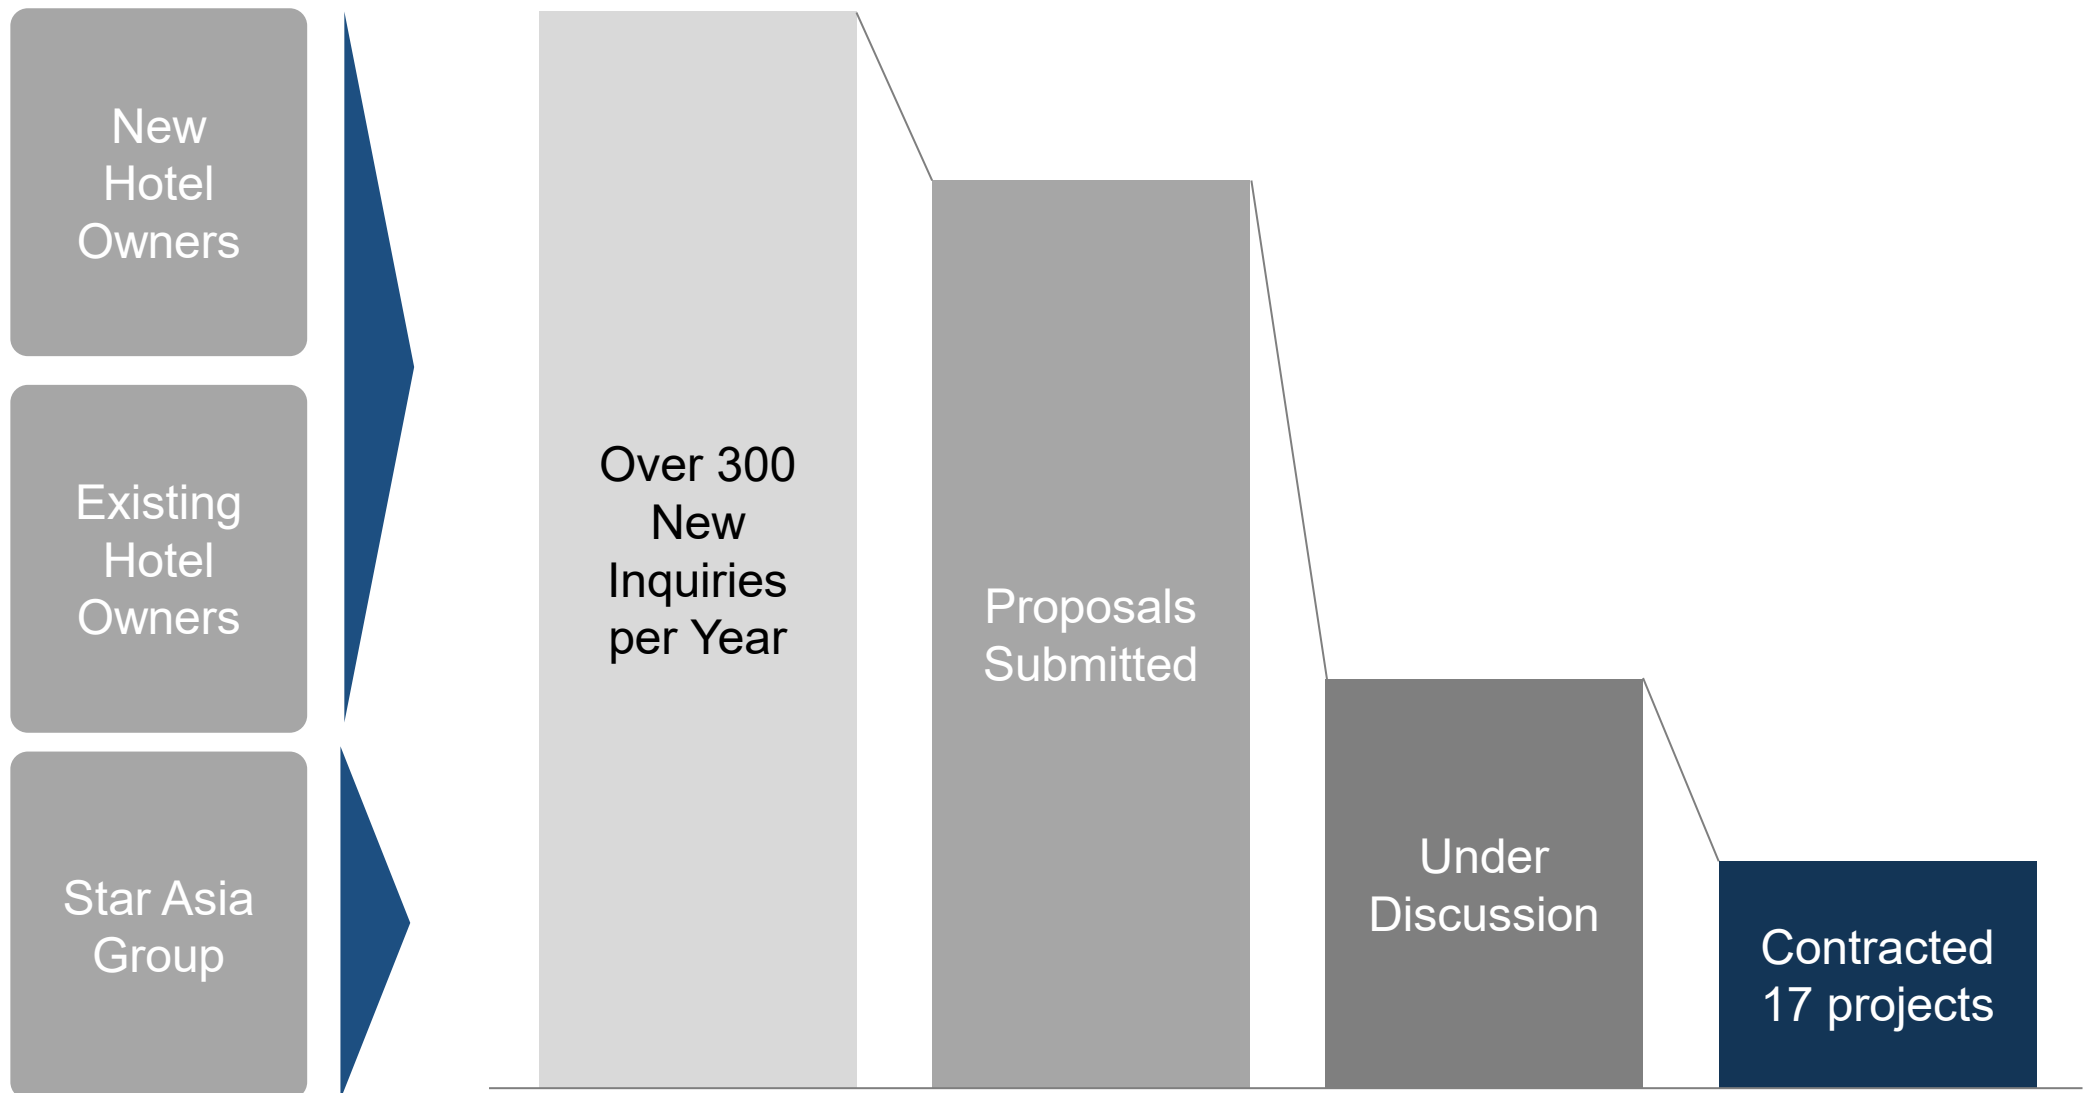 New
Hotel
Owners
Existing
Hotel
Owners
Star Asia
Group
Over 300
New
Inquiries
per Year
Proposals
Submitted
Under
Discussion
Contracted
17 projects